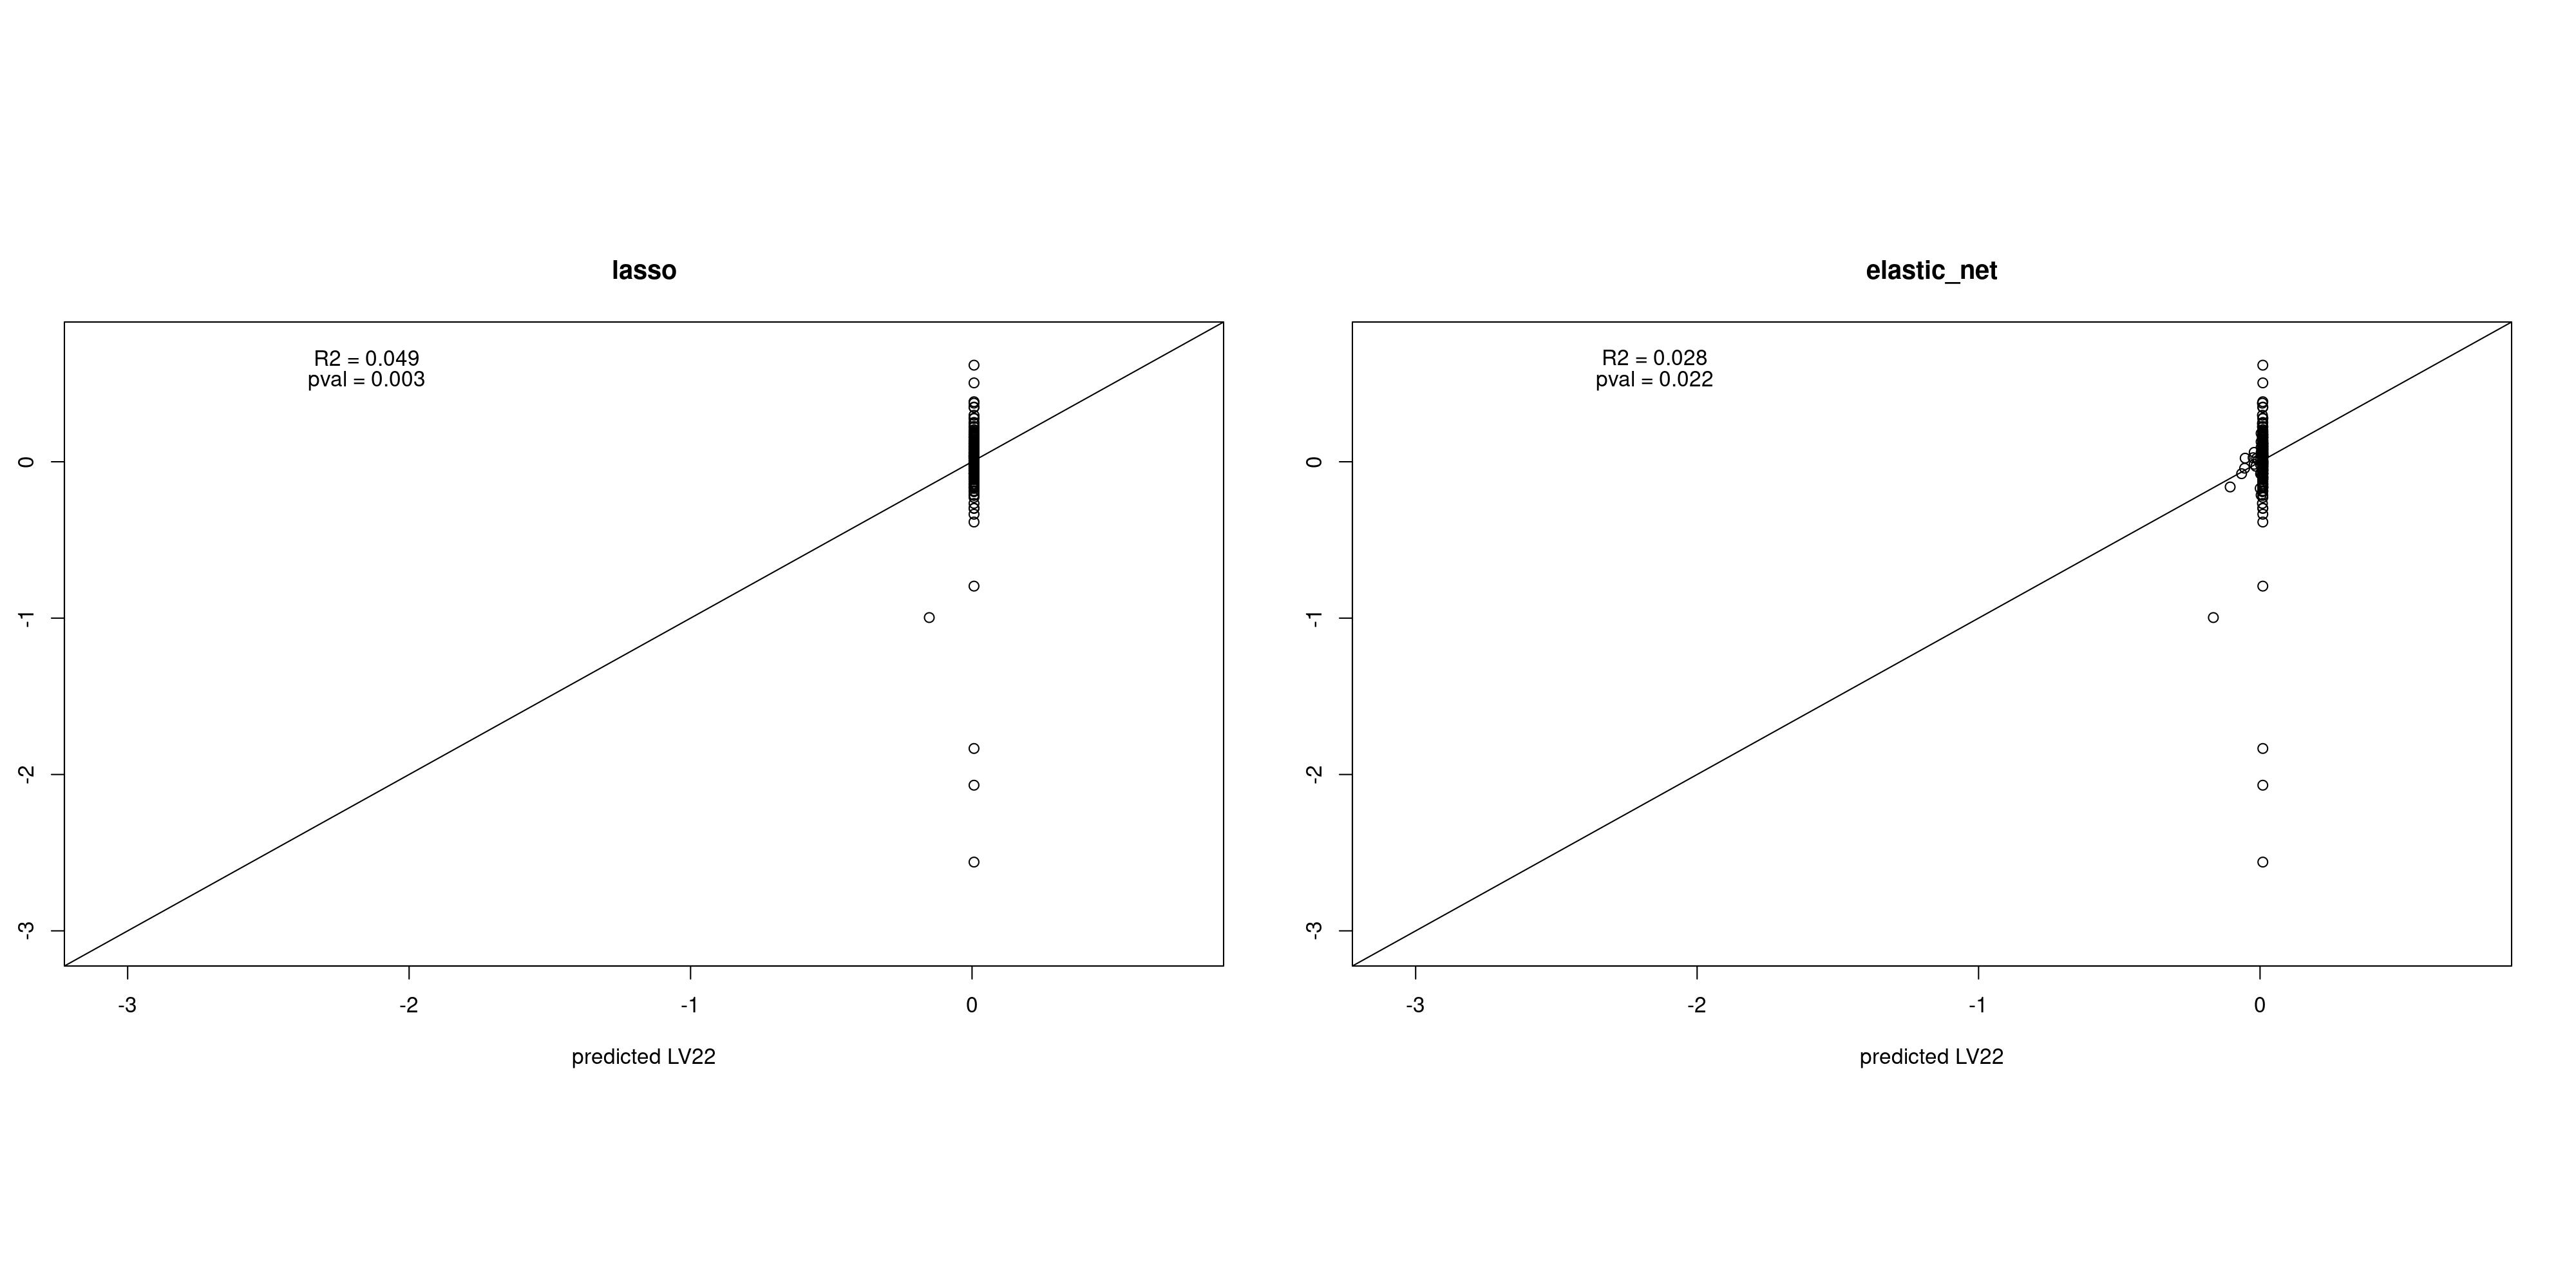 lasso
R2 = 0.049
pval = 0.003
0
-1
-2
-3
-3 -2 -1 0
predicted LV22
elastic_net
R2 = 0.028
pval = 0.022
0
-1
-2
-3
-3 -2 -1 0
predicted LV22